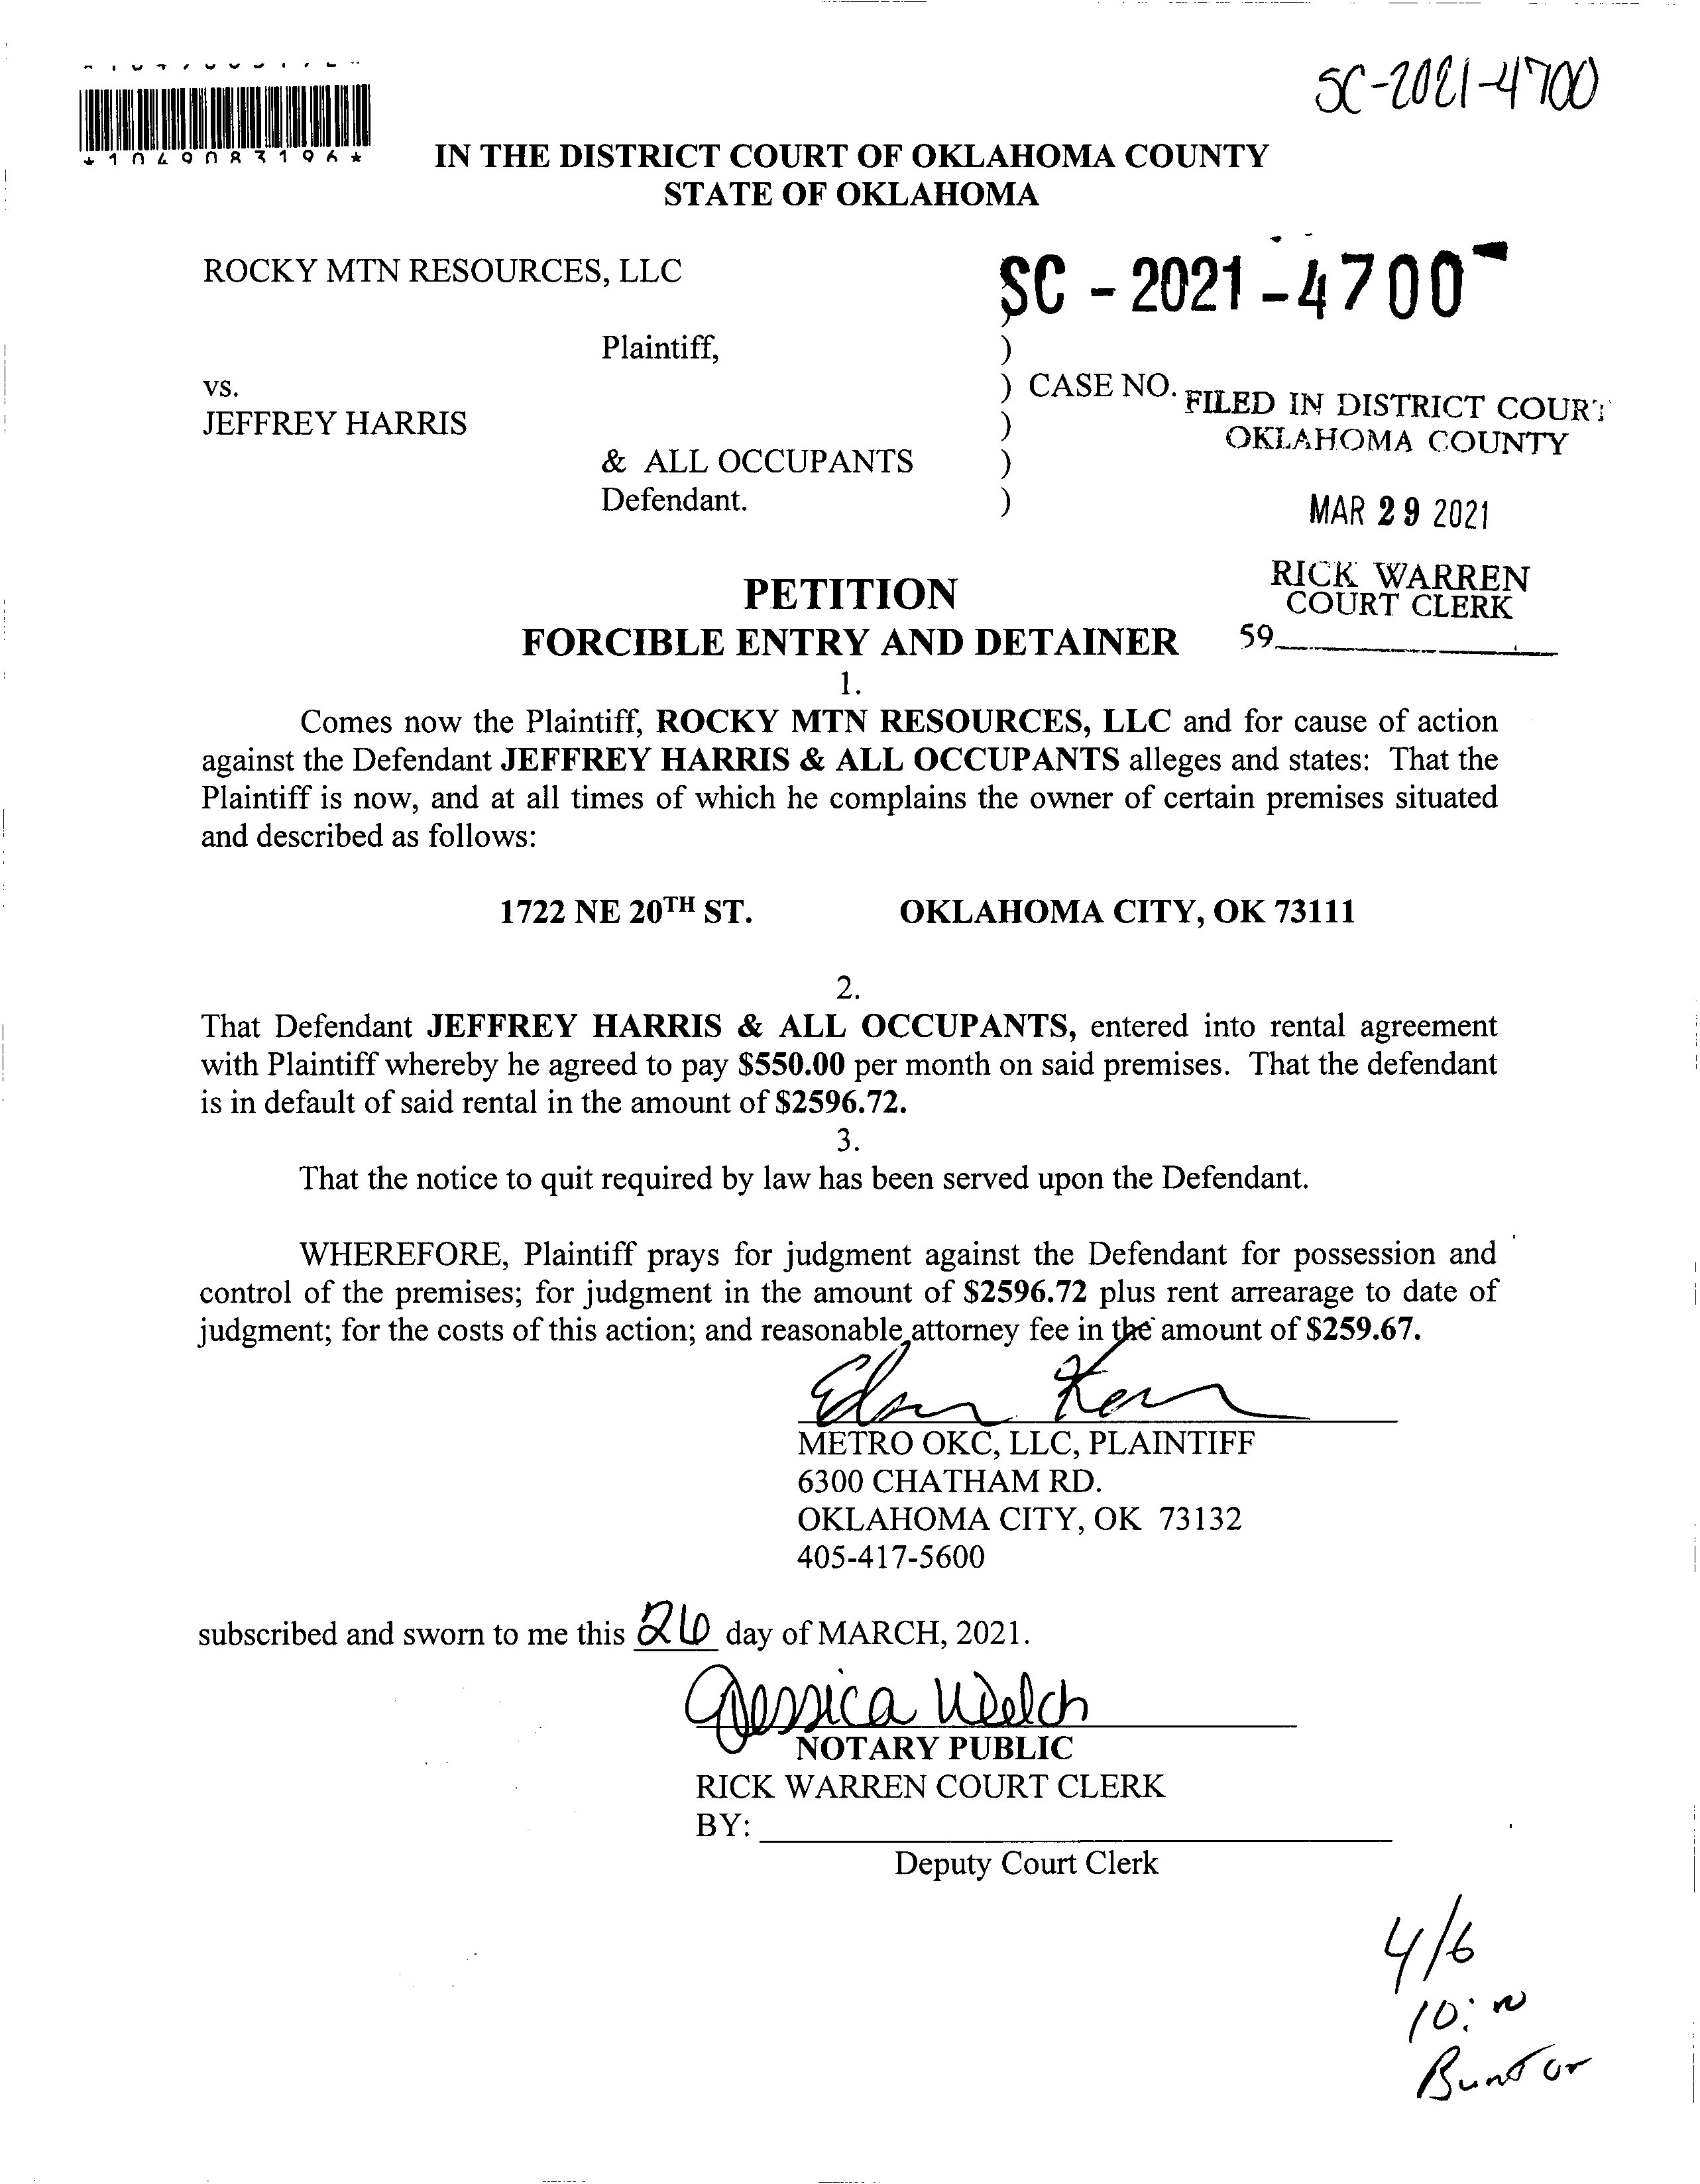 SC-2021-4700
*1049083196*
IN THE DISTRICT COURT OF OKLAHOMA COUNTY
STATE OF OKLAHOMA
ROCKY MTN RESOURCES, LLC
SC - 2021 - 4700
)
Plaintiff, )
vs. ) CASE NO.
FILED IN DISTRICT COURT
JEFFREY HARRIS )
OKLAHOMA COUNTY
& ALL OCCUPANTS )
Defendant. )
MAR 29 2021
RICK WARREN
PETITION
COURT CLERK
FORCIBLE ENTRY AND DETAINER
59
1.
Comes now the Plaintiff, ROCKY MTN RESOURCES, LLC and for cause of action
against the Defendant JEFFREY HARRIS & ALL OCCUPANTS alleges and states: That the
Plaintiff is now, and at all times of which he complains the owner of certain premises situated
and described as follows:
1722 NE 20TH ST. OKLAHOMA CITY, OK 73111
2.
That Defendant JEFFREY HARRIS & ALL OCCUPANTS, entered into rental agreement
with Plaintiff whereby he agreed to pay $550.00 per month on said premises. That the defendant
is in default of said rental in the amount of $2596.72.
3.
That the notice to quit required by law has been served upon the Defendant.
WHEREFORE, Plaintiff prays for judgment against the Defendant for possession and
control of the premises; for judgment in the amount of $2596.72 plus rent arrearage to date of
judgment; for the costs of this action; and reasonable attorney fee in the amount of $259.67.
METRO OKC, LLC, PLAINTIFF
6300 CHATHAM RD.
OKLAHOMA CITY, OK 73132
405-417-5600
subscribed and sworn to me this 26 day of MARCH, 2021.
Jessica Welch
NOTARY PUBLIC
RICK WARREN COURT CLERK
BY:
Deputy Court Clerk
4/6